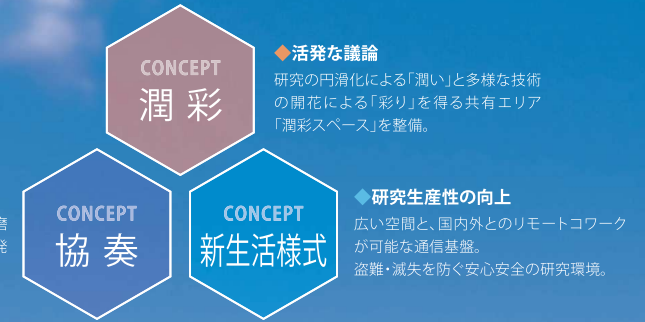 CONCEPT
潤彩
◆活発な議論
研究の円滑化による「潤い」と多様な技術
の開花による「彩り」を得る共有エリア
「潤彩スペース」を整備。
磨
発
CONCEPT
協奏
CONCEPT
新生活様式
◆研究生産性の向上
広い空間と、国内外とのリモートコワーク
が可能な通信基盤。
盗難・滅失を防ぐ安心安全の研究環境。